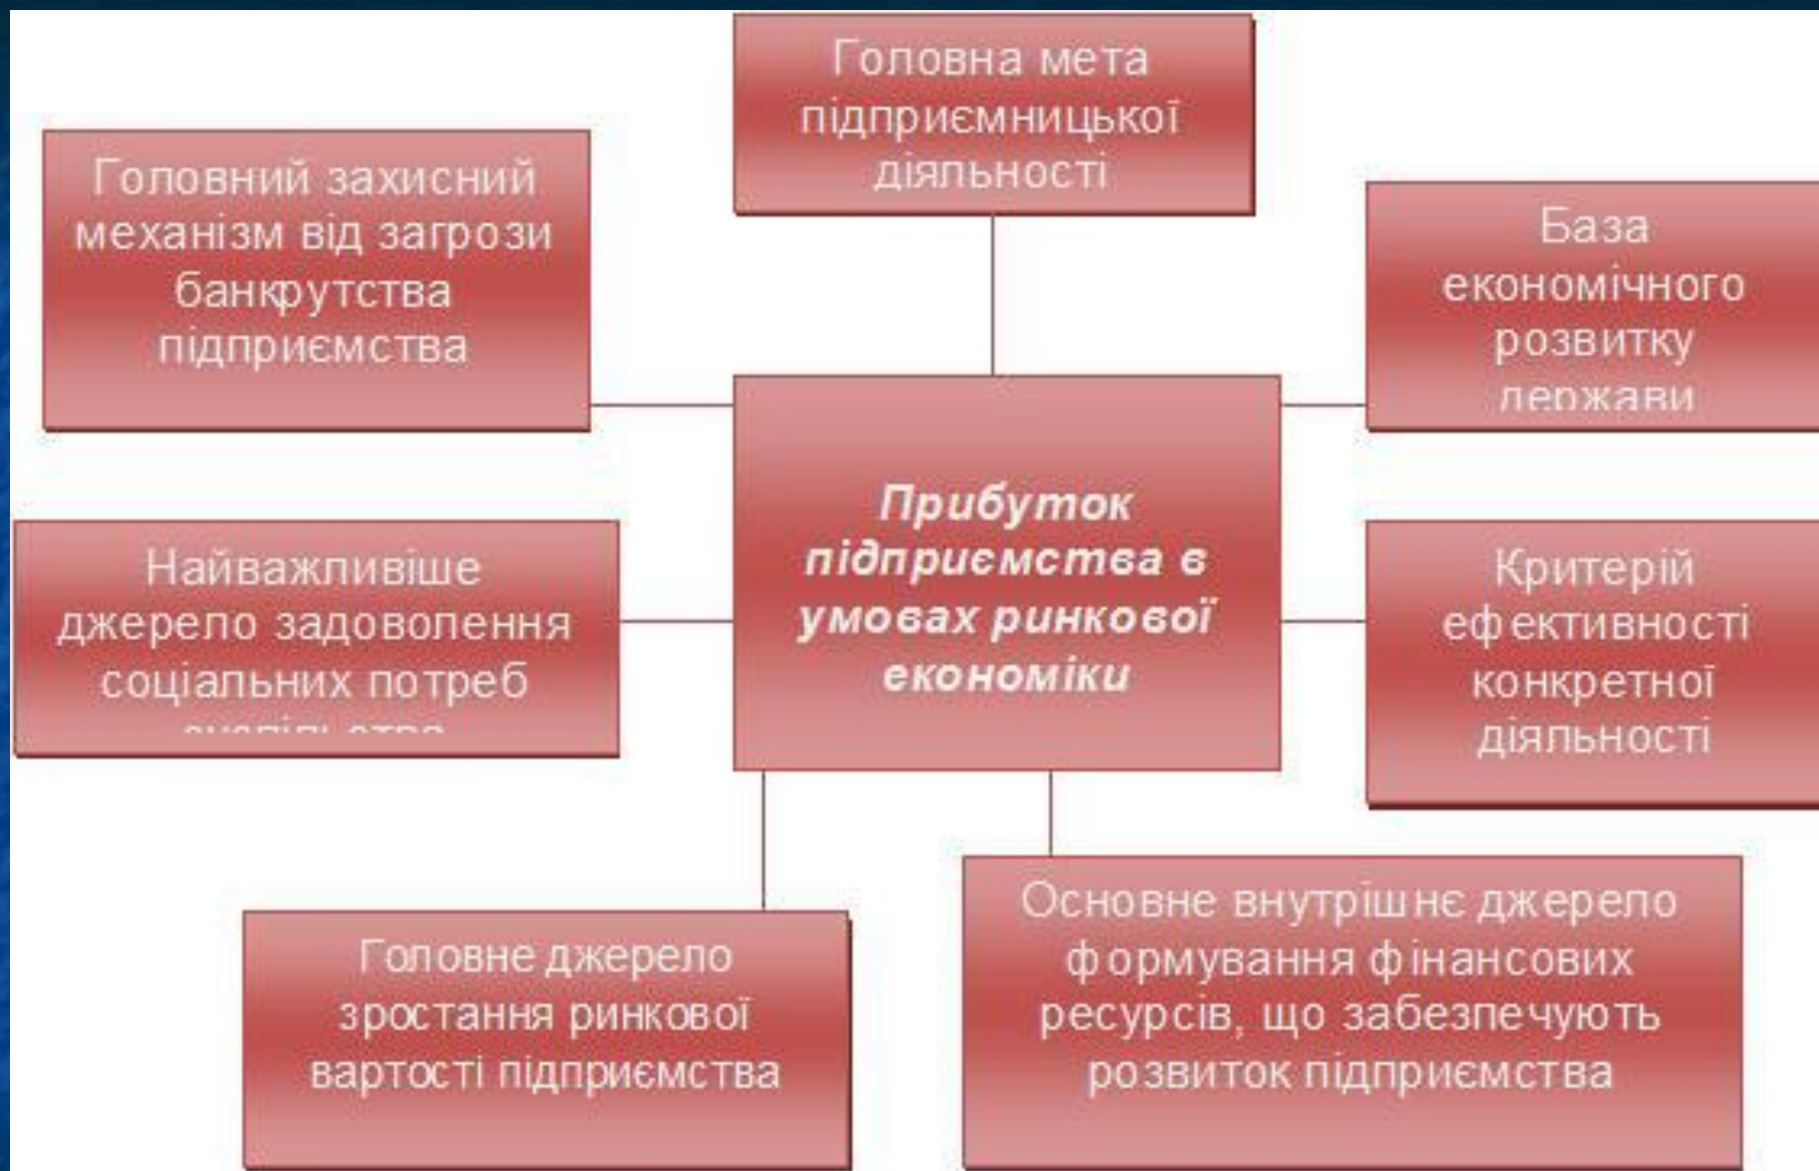 Головна мета
підприємницької
діяльності
Головний захисний
механізм від загрози
банкрутства
підприємства
База
економічного
розвитку
держави
Прибуток
підприємства в
умовах ринкової
економіки
Найважливіше
джерело задоволення
соціальних потреб
Критерій
ефективності
конкретної
діяльності
Головне джерело
зростання ринкової
вартості підприємства
Основне внутрішнє джерело
формування фінансових
ресурсів, що забезпечують
розвиток підприємства